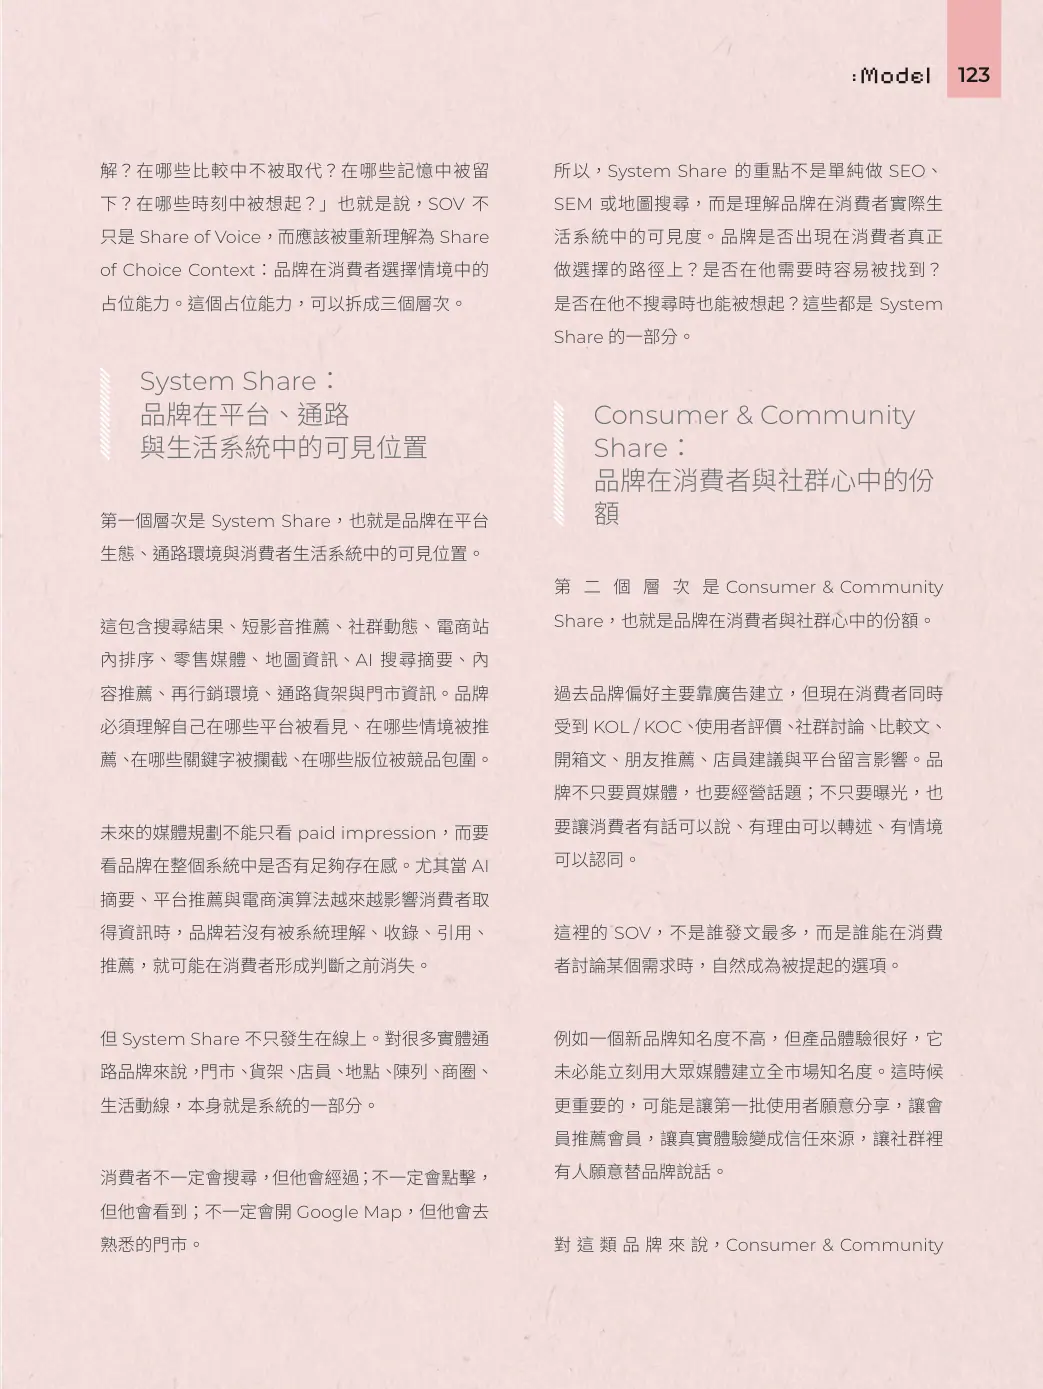 :Model 123
解？在哪些比較中不被取代？在哪些記憶中被留
下？在哪些時刻中被想起？」也就是說，SOV 不
只是 Share of Voice，而應該被重新理解為 Share
of Choice Context：品牌在消費者選擇情境中的
占位能力。這個占位能力，可以拆成三個層次。
System Share：
品牌在平台、通路
與生活系統中的可見位置
第一個層次是 System Share，也就是品牌在平台
生態、通路環境與消費者生活系統中的可見位置。
這包含搜尋結果、短影音推薦、社群動態、電商站
內排序、零售媒體、地圖資訊、AI 搜尋摘要、內
容推薦、再行銷環境、通路貨架與門市資訊。品牌
必須理解自己在哪些平台被看見、在哪些情境被推
薦、在哪些關鍵字被攔截、在哪些版位被競品包圍。
未來的媒體規劃不能只看 paid impression，而要
看品牌在整個系統中是否有足夠存在感。尤其當 AI
摘要、平台推薦與電商演算法越來越影響消費者取
得資訊時，品牌若沒有被系統理解、收錄、引用、
推薦，就可能在消費者形成判斷之前消失。
但 System Share 不只發生在線上。對很多實體通
路品牌來說，門市、貨架、店員、地點、陳列、商圈、
生活動線，本身就是系統的一部分。
消費者不一定會搜尋，但他會經過；不一定會點擊，
但他會看到；不一定會開 Google Map，但他會去
熟悉的門市。
所以，System Share 的重點不是單純做 SEO、
SEM 或地圖搜尋，而是理解品牌在消費者實際生
活系統中的可見度。品牌是否出現在消費者真正
做選擇的路徑上？是否在他需要時容易被找到？
是否在他不搜尋時也能被想起？這些都是 System
Share 的一部分。
Consumer & Community
Share：
品牌在消費者與社群心中的份
額
第二個層次是 Consumer & Community
Share，也就是品牌在消費者與社群心中的份額。
過去品牌偏好主要靠廣告建立，但現在消費者同時
受到 KOL / KOC、使用者評價、社群討論、比較文、
開箱文、朋友推薦、店員建議與平台留言影響。品
牌不只要買媒體，也要經營話題；不只要曝光，也
要讓消費者有話可以說、有理由可以轉述、有情境
可以認同。
這裡的 SOV，不是誰發文最多，而是誰能在消費
者討論某個需求時，自然成為被提起的選項。
例如一個新品牌知名度不高，但產品體驗很好，它
未必能立刻用大眾媒體建立全市場知名度。這時候
更重要的，可能是讓第一批使用者願意分享，讓會
員推薦會員，讓真實體驗變成信任來源，讓社群裡
有人願意替品牌說話。
對這類品牌來說，Consumer & Community